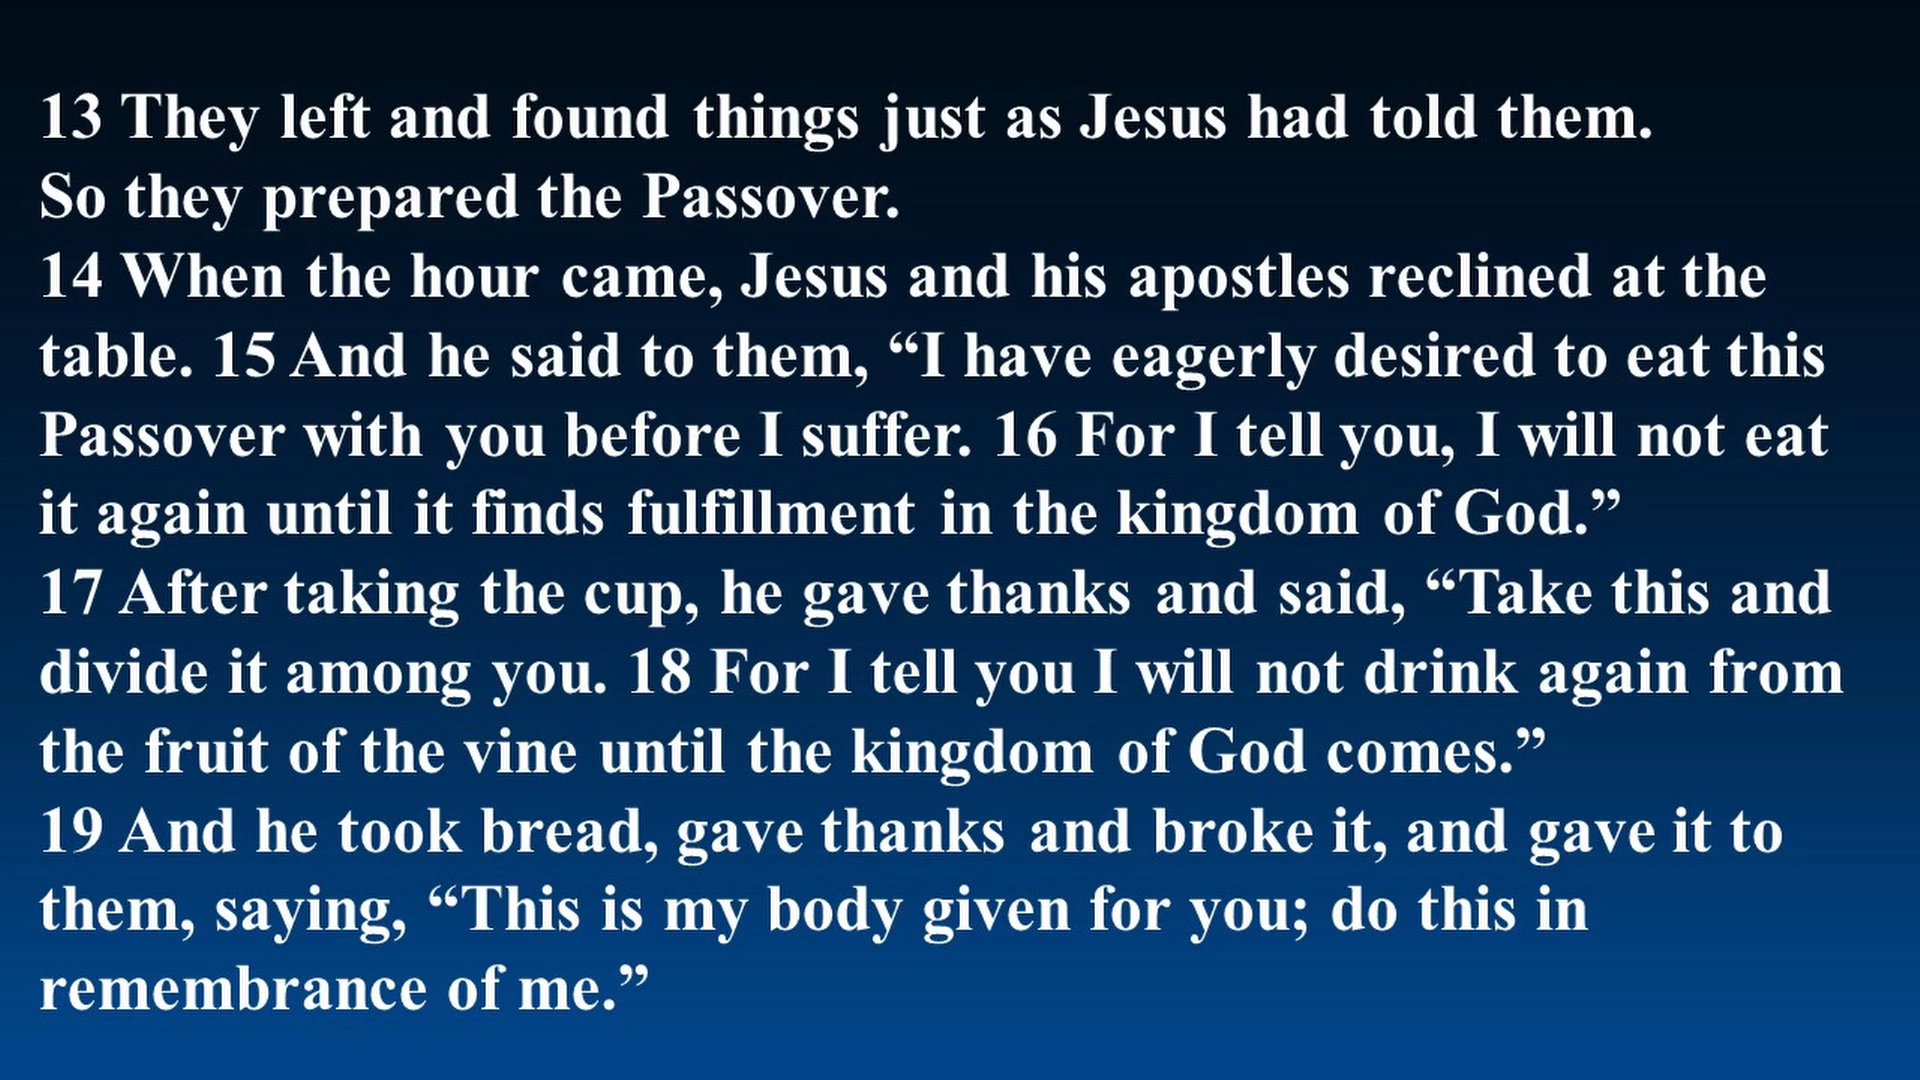 13 They left and found things just as Jesus had told them.
So they prepared the Passover.
14 When the hour came, Jesus and his apostles reclined at the
table. 15 And he said to them, “I have eagerly desired to eat this
Passover with you before I suffer. 16 For I tell you, I will not eat
it again until it finds fulfillment in the kingdom of God.”
17 After taking the cup, he gave thanks and said, “Take this and
divide it among you. 18 For I tell you I will not drink again from
the fruit of the vine until the kingdom of God comes.”
19 And he took bread, gave thanks and broke it, and gave it to
them, saying, “This is my body given for you; do this in
remembrance of me.”